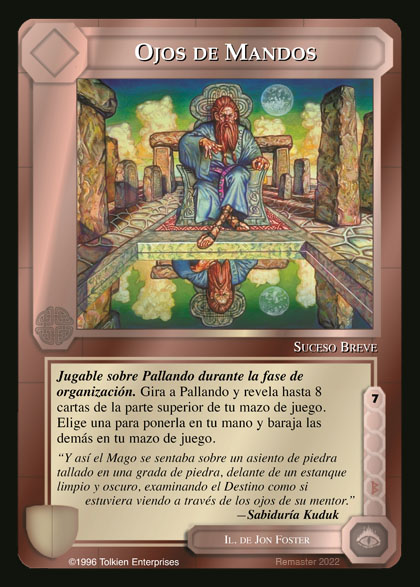 Ojos de Mandos
Suceso Breve
Jugable sobre Pallando durante la fase de
organización. Gira a Pallando y revela hasta 8
cartas de la parte superior de tu mazo de juego.
Elige una para ponerla en tu mano y baraja las
demás en tu mazo de juego.
“Y así el Mago se sentaba sobre un asiento de piedra
tallado en una grada de piedra, delante de un estanque
limpio y oscuro, examinando el Destino como si
estuviera viendo a través de los ojos de su mentor.”
—Sabiduría Kuduk
7
Il. de Jon Foster
©1996 Tolkien Enterprises
Remaster 2022